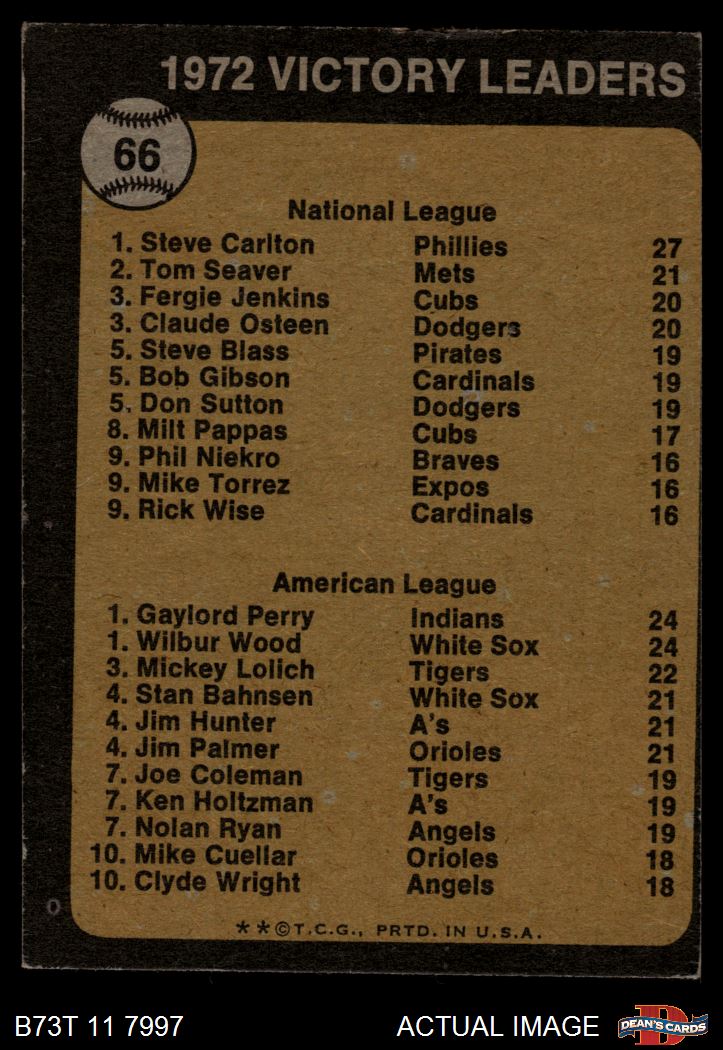 1972 VICTORY LEADERS
66
National League
1. Steve Carlton Phillies 27
2. Tom Seaver Mets 21
3. Fergie Jenkins Cubs 20
3. Claude Osteen Dodgers 20
5. Steve Blass Pirates 19
5. Bob Gibson Cardinals 19
5. Don Sutton Dodgers 19
8. Milt Pappas Cubs 17
9. Phil Niekro Braves 16
9. Mike Torrez Expos 16
9. Rick Wise Cardinals 16
American League
1. Gaylord Perry Indians 24
1. Wilbur Wood White Sox 24
3. Mickey Lolich Tigers 22
4. Stan Bahnsen White Sox 21
4. Jim Hunter A's 21
4. Jim Palmer Orioles 21
7. Joe Coleman Tigers 19
7. Ken Holtzman A's 19
7. Nolan Ryan Angels 19
10. Mike Cuellar Orioles 18
10. Clyde Wright Angels 18
O
**©T.C.G., PRTD. IN U.S.A.
B73T 11 7997 ACTUAL IMAGE D DEAN'S CARDS